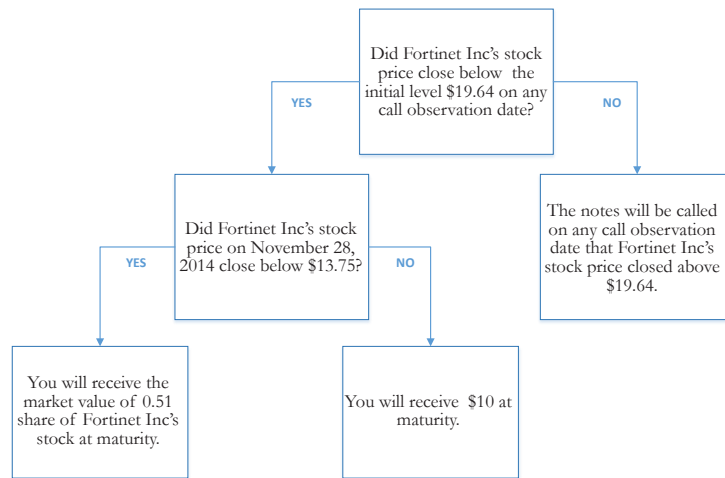 Did Fortinet Inc's stock
price close below the
initial level $19.64 on any
call observation date?
YES
NO
Did Fortinet Inc's stock
price on November 28,
2014 close below $13.75?
The notes will be called
on any call observation
date that Fortinet Inc's
stock price closed above
$19.64.
YES
NO
You will receive the
market value of 0.51
share of Fortinet Inc's
stock at maturity.
You will receive $10 at
maturity.